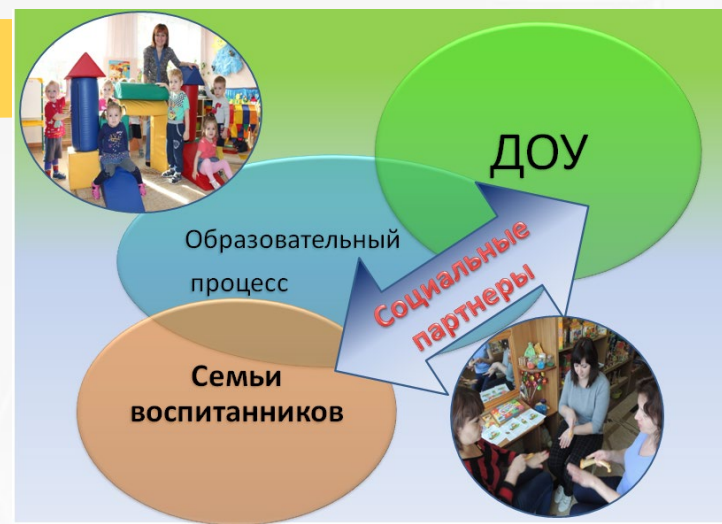 ДОУ
Образовательный
процесс
Социальные
партнеры
Семьи
воспитанников